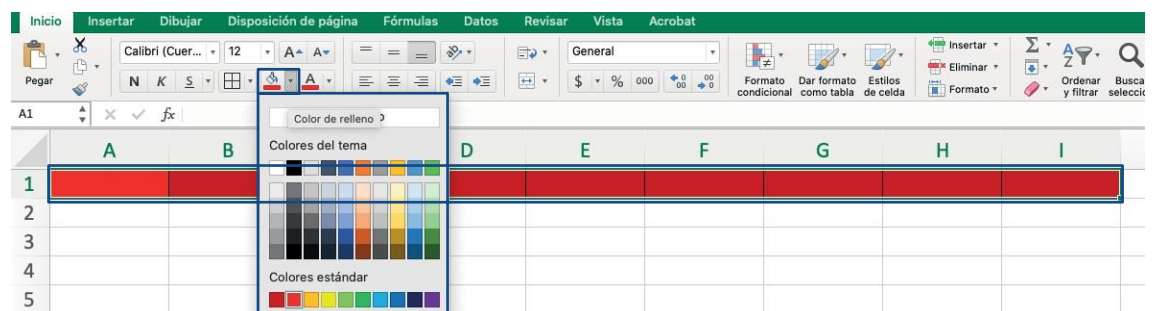 Inicio Insertar Dibujar Disposición de página Fórmulas Datos Revisar Vista Acrobat
Calibri (Cuer... 12 A A General Insertar
Eliminar
Pegar N K S A $ % 000 Formato condicional Dar formato como tabla Estilos de celda Formato Ordenar y filtrar
A1 fx Color de relleno
Colores del tema
A B D E F G H I
1
2
3
4
Colores estándar
5